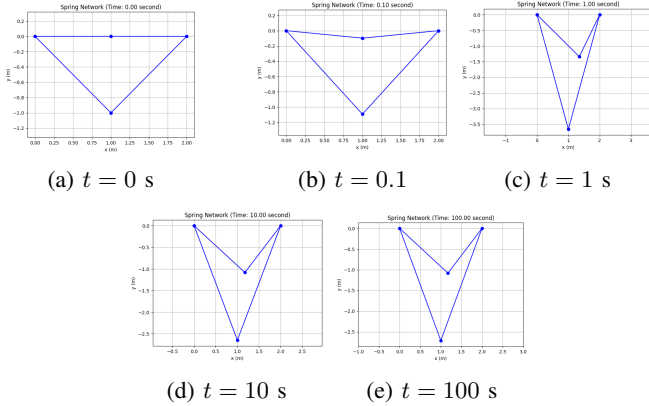 Spring Network (Time: 0.00 second)
0.2
0.0
−0.2
−0.4
−0.6
−0.8
−1.0
−1.2
y (m)
0.00 0.25 0.50 0.75 1.00 1.25 1.50 1.75 2.00
x (m)
(a) t = 0 s
Spring Network (Time: 0.10 second)
0.2
0.0
−0.2
−0.4
−0.6
−0.8
−1.0
−1.2
y (m)
0.00 0.25 0.50 0.75 1.00 1.25 1.50 1.75 2.00
x (m)
(b) t = 0.1
Spring Network (Time: 1.00 second)
0.0
−0.5
−1.0
−1.5
−2.0
−2.5
−3.0
−3.5
y (m)
−1 0 1 2 3
x (m)
(c) t = 1 s
Spring Network (Time: 10.00 second)
0.0
−0.5
−1.0
−1.5
−2.0
−2.5
y (m)
−0.5 0.0 0.5 1.0 1.5 2.0 2.5
x (m)
(d) t = 10 s
Spring Network (Time: 100.00 second)
0.0
−0.5
−1.0
−1.5
−2.0
−2.5
y (m)
−1.0 −0.5 0.0 0.5 1.0 1.5 2.0 2.5 3.0
x (m)
(e) t = 100 s